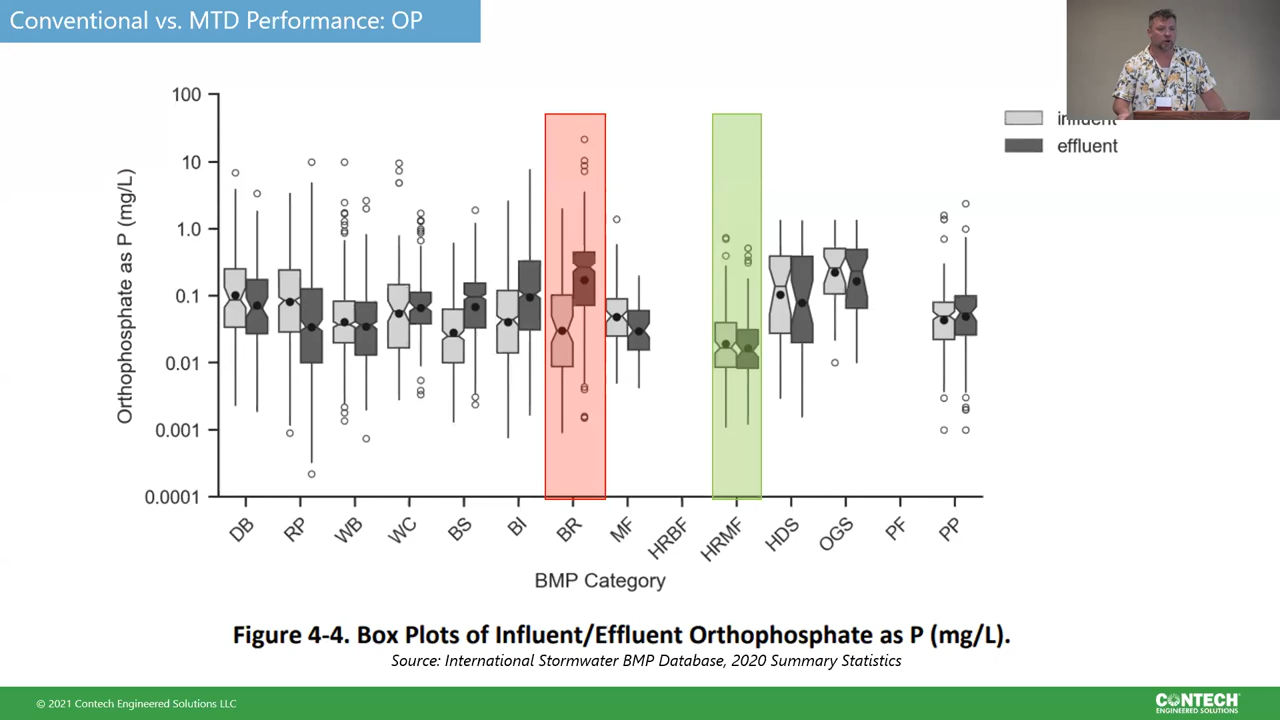 Conventional vs. MTD Performance: OP
100
10
1.0
0.1
0.01
0.001
0.0001
Orthophosphate as P (mg/L)
influent
effluent
DB
RP
WB
WC
BS
BI
BR
MF
HRBF
HRMF
HDS
OGS
PF
PP
BMP Category
Figure 4-4. Box Plots of Influent/Effluent Orthophosphate as P (mg/L).
Source: International Stormwater BMP Database, 2020 Summary Statistics
© 2021 Contech Engineered Solutions LLC
CONTECH
ENGINEERED SOLUTIONS